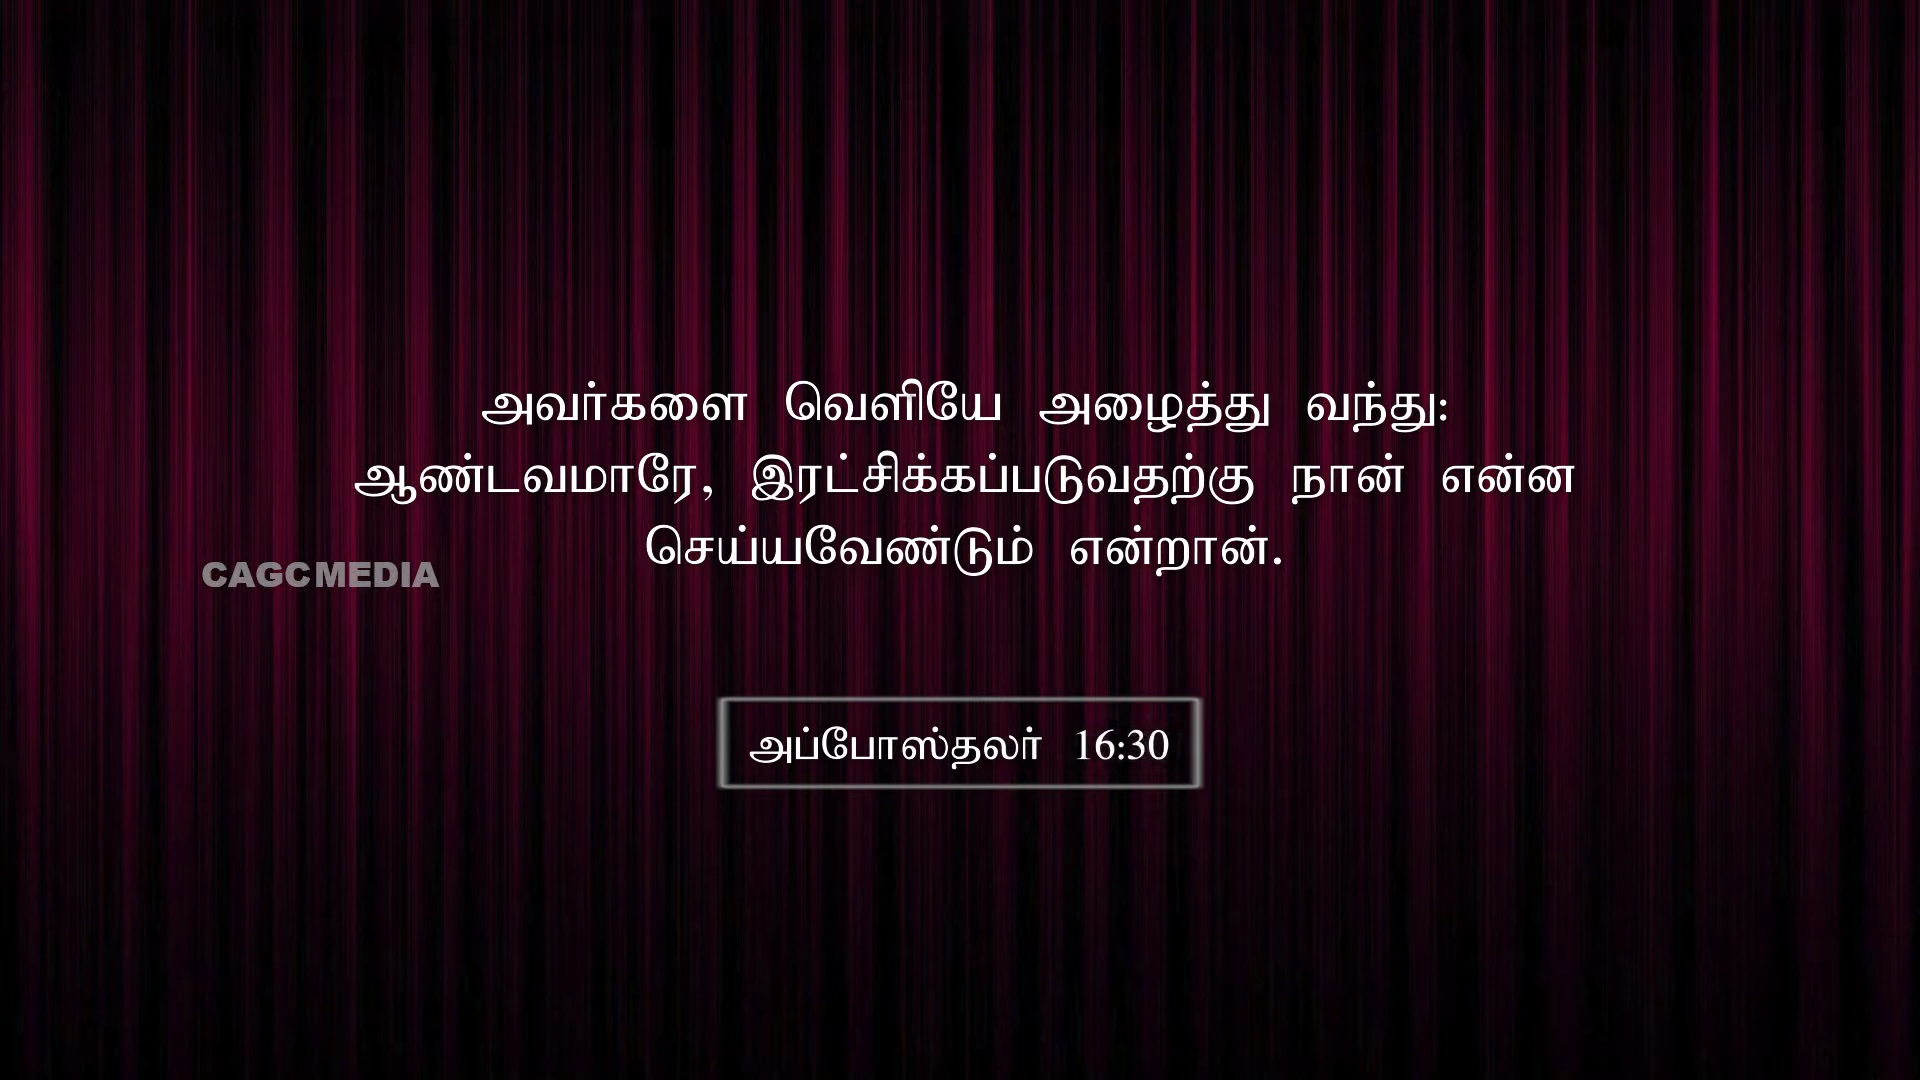 அவர்களை வெளியே அழைத்து வந்து:
ஆண்டவமாரே, இரட்சிக்கப்படுவதற்கு நான் என்ன
செய்யவேண்டும் என்றான்.
CAGCMEDIA
அப்போஸ்தலர் 16:30